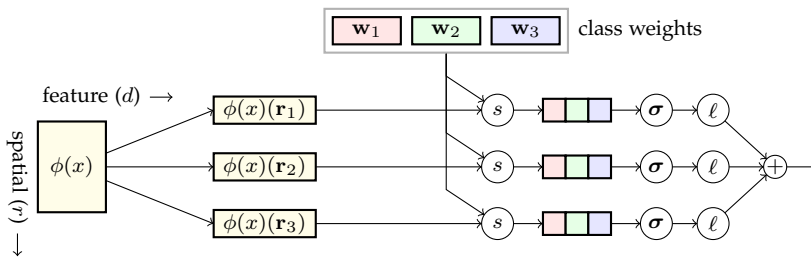 w₁ w₂ w₃ class weights
feature (d) →
ϕ(x)(r₁) s σ ℓ
spatial (r) →
ϕ(x) ϕ(x)(r₂) s σ ℓ +
ϕ(x)(r₃) s σ ℓ